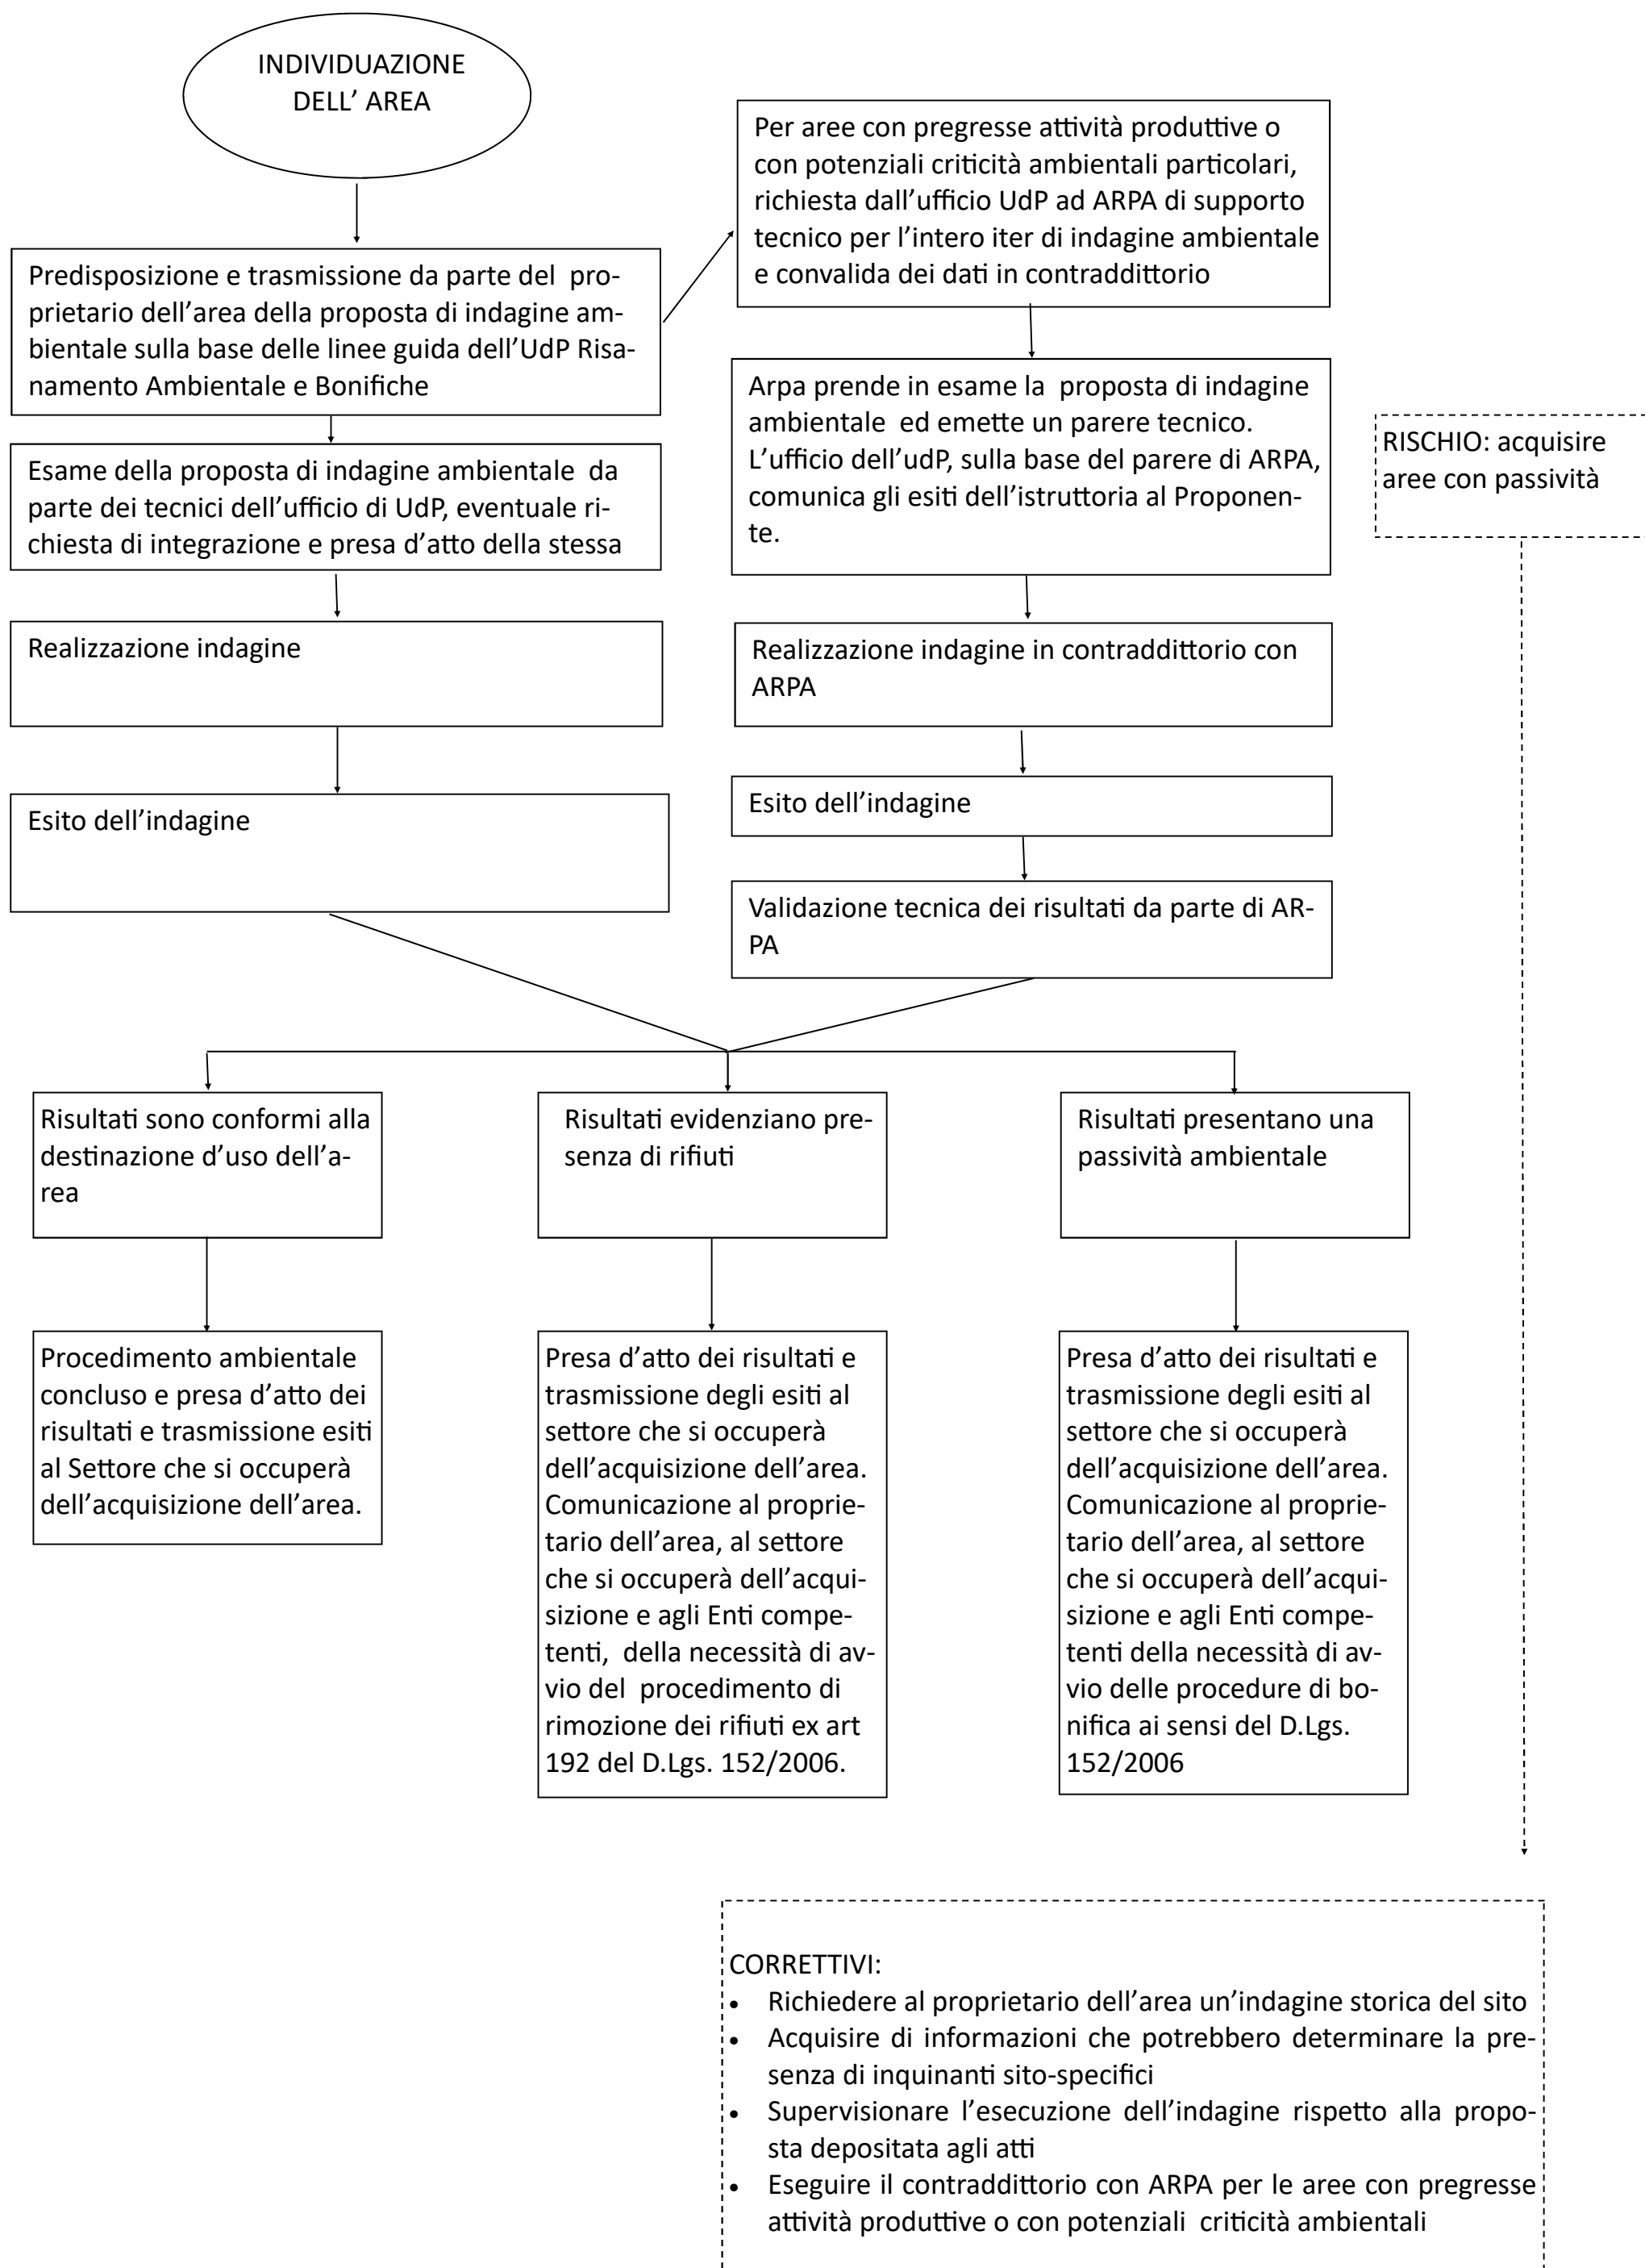 INDIVIDUAZIONE
DELL’ AREA
Predisposizione e trasmissione da parte del pro-
prietario dell’area della proposta di indagine am-
bientale sulla base delle linee guida dell’UdP Risa-
namento Ambientale e Bonifiche
Esame della proposta di indagine ambientale da
parte dei tecnici dell’ufficio di UdP, eventuale ri-
chiesta di integrazione e presa d’atto della stessa
Realizzazione indagine
Esito dell’indagine
Per aree con pregresse attività produttive o
con potenziali criticità ambientali particolari,
richiesta dall’ufficio UdP ad ARPA di supporto
tecnico per l’intero iter di indagine ambientale
e convalida dei dati in contraddittorio
Arpa prende in esame la proposta di indagine
ambientale ed emette un parere tecnico.
L’ufficio dell’udP, sulla base del parere di ARPA,
comunica gli esiti dell’istruttoria al Proponen-
te.
Realizzazione indagine in contraddittorio con
ARPA
Esito dell’indagine
Validazione tecnica dei risultati da parte di AR-
PA
RISCHIO: acquisire
aree con passività
Risultati sono conformi alla
destinazione d’uso dell’a-
rea
Risultati evidenziano pre-
senza di rifiuti
Risultati presentano una
passività ambientale
Procedimento ambientale
concluso e presa d’atto dei
risultati e trasmissione esiti
al Settore che si occuperà
dell’acquisizione dell’area.
Presa d’atto dei risultati e
trasmissione degli esiti al
settore che si occuperà
dell’acquisizione dell’area.
Comunicazione al proprie-
tario dell’area, al settore
che si occuperà dell’acqui-
sizione e agli Enti compe-
tenti, della necessità di av-
vio del procedimento di
rimozione dei rifiuti ex art
192 del D.Lgs. 152/2006.
Presa d’atto dei risultati e
trasmissione degli esiti al
settore che si occuperà
dell’acquisizione dell’area.
Comunicazione al proprie-
tario dell’area, al settore
che si occuperà dell’acqui-
sizione e agli Enti compe-
tenti della necessità di av-
vio delle procedure di bo-
nifica ai sensi del D.Lgs.
152/2006
CORRETTIVI:
• Richiedere al proprietario dell’area un’indagine storica del sito
• Acquisire di informazioni che potrebbero determinare la pre-
senza di inquinanti sito-specifici
• Supervisionare l’esecuzione dell’indagine rispetto alla propo-
sta depositata agli atti
• Eseguire il contraddittorio con ARPA per le aree con pregresse
attività produttive o con potenziali criticità ambientali